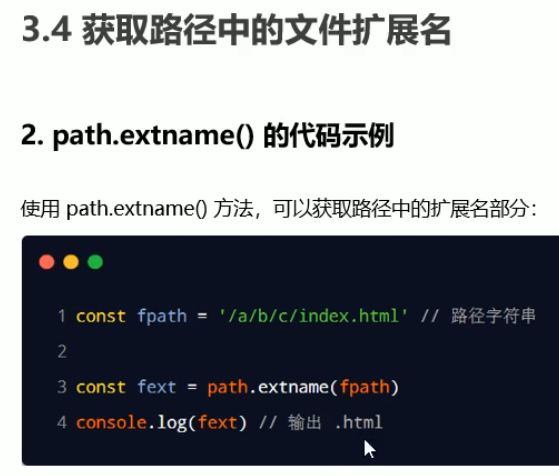 3.4 获取路径中的文件扩展名
2. path.extname() 的代码示例
使用 path.extname() 方法，可以获取路径中的扩展名部分：
1 const fpath = '/a/b/c/index.html' // 路径字符串
2
3 const fext = path.extname(fpath)
4 console.log(fext) // 输出 .html